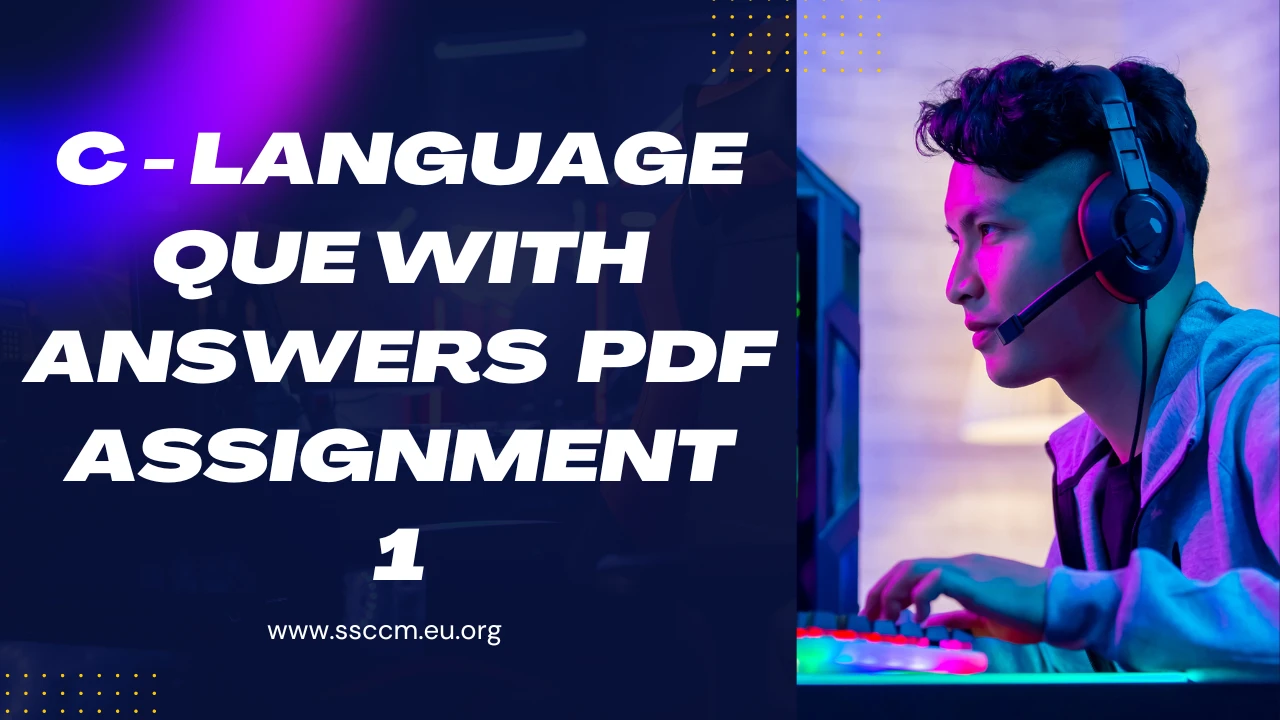 C - LANGUAGE
QUE WITH
ANSWERS PDF
ASSIGNMENT
1
www.ssccm.eu.org